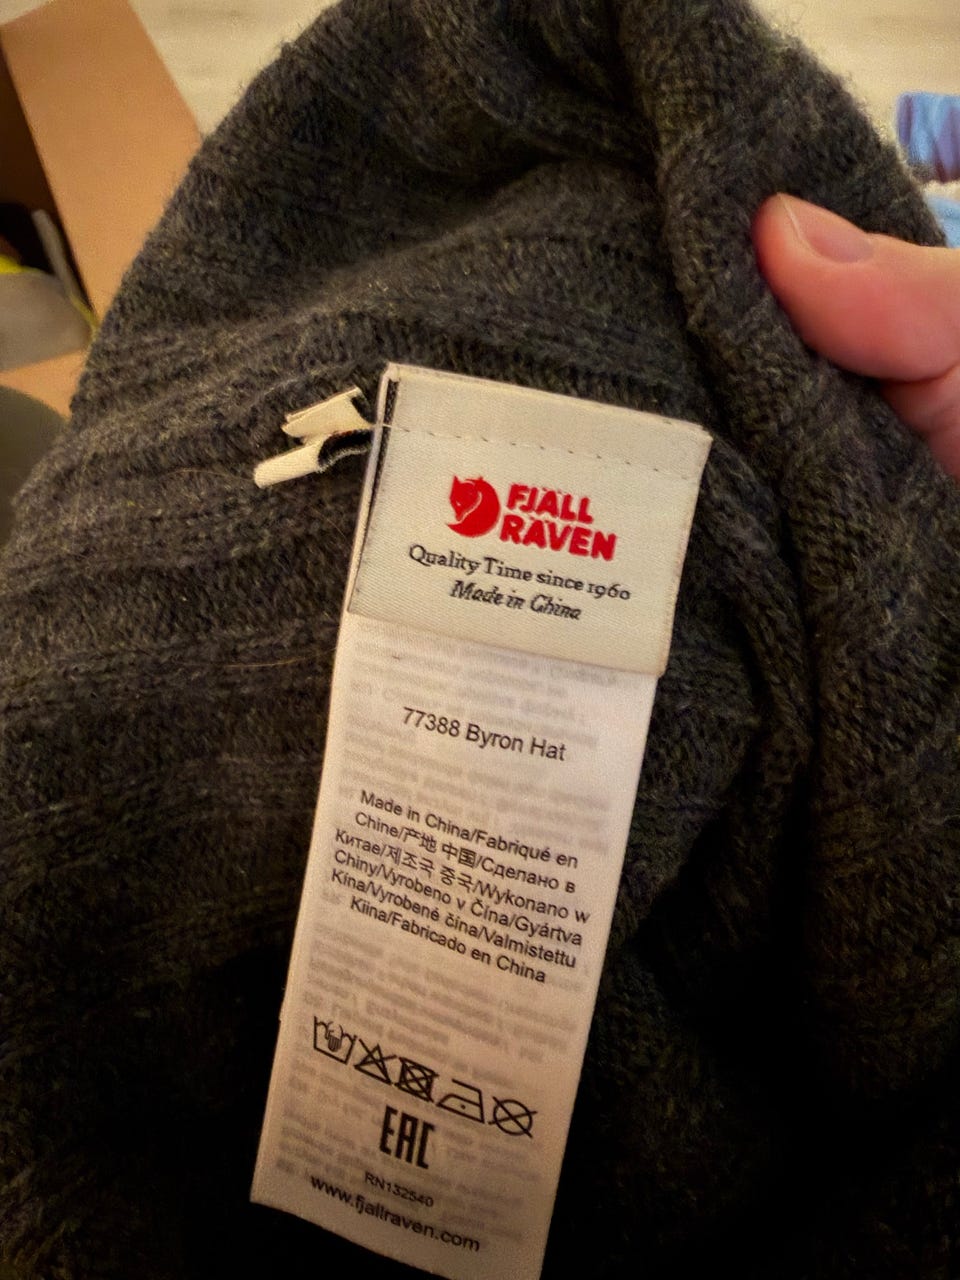 FJÄLL
RÄVEN
Quality Time since 1960
Made in China
77388 Byron Hat
Made in China/Fabriqué en
Chine/产地 中国/Сделано в
Китае/제조국 중국/Wykonano w
Chiny/Vyrobeno v Čína/Gyártva
Kína/Vyrobené čína/Valmistettu
Kiina/Fabricado en China
EAC
RN132540
www.fjallraven.com